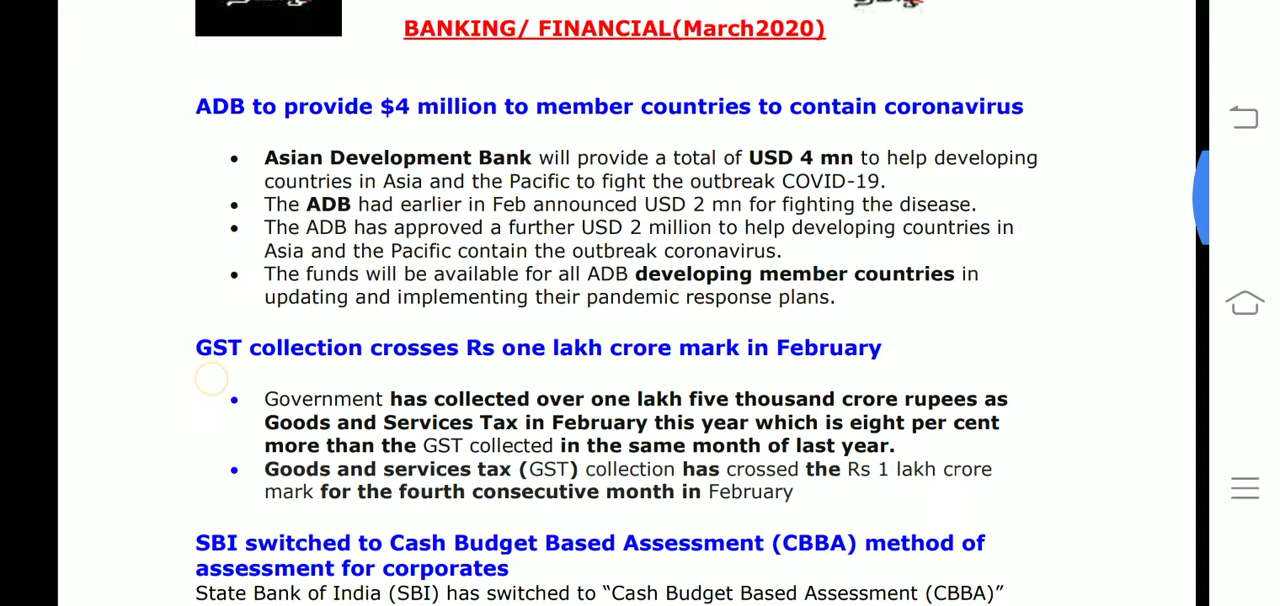 BANKING/ FINANCIAL(March2020)
ADB to provide $4 million to member countries to contain coronavirus
• Asian Development Bank will provide a total of USD 4 mn to help developing
countries in Asia and the Pacific to fight the outbreak COVID-19.
• The ADB had earlier in Feb announced USD 2 mn for fighting the disease.
• The ADB has approved a further USD 2 million to help developing countries in
Asia and the Pacific contain the outbreak coronavirus.
• The funds will be available for all ADB developing member countries in
updating and implementing their pandemic response plans.
GST collection crosses Rs one lakh crore mark in February
• Government has collected over one lakh five thousand crore rupees as
Goods and Services Tax in February this year which is eight per cent
more than the GST collected in the same month of last year.
• Goods and services tax (GST) collection has crossed the Rs 1 lakh crore
mark for the fourth consecutive month in February
SBI switched to Cash Budget Based Assessment (CBBA) method of
assessment for corporates
State Bank of India (SBI) has switched to “Cash Budget Based Assessment (CBBA)”